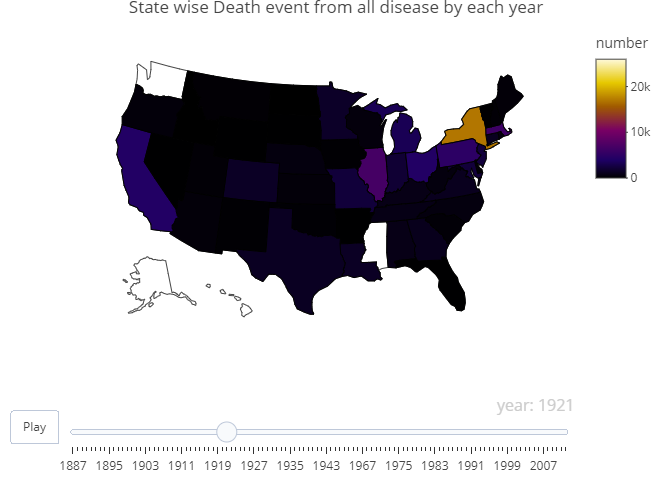 State wise Death event from all disease by each year
number
20k
10k
0
year: 1921
Play
1887 1895 1903 1911 1919 1927 1935 1943 1967 1975 1983 1991 1999 2007